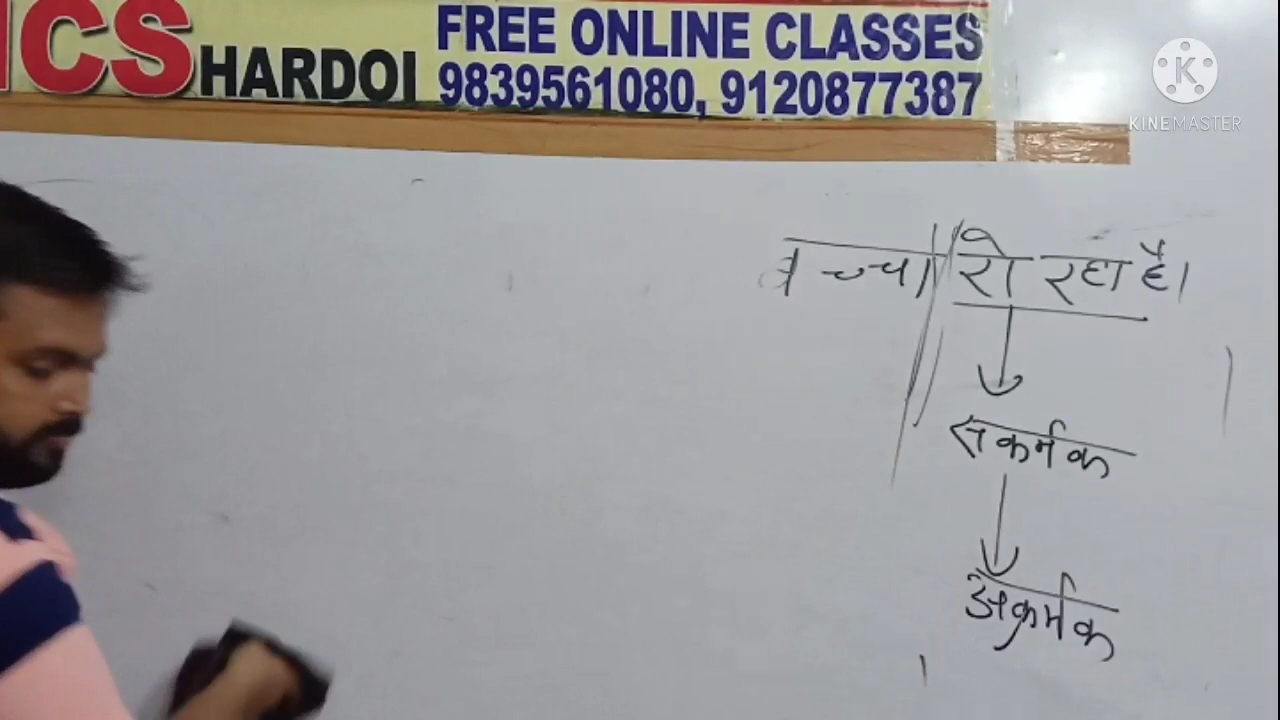 ICS HARDOI
FREE ONLINE CLASSES
9839561080, 9120877387
KINEMASTER
बच्चा रो रहा है।
सकर्मक
अकर्मक